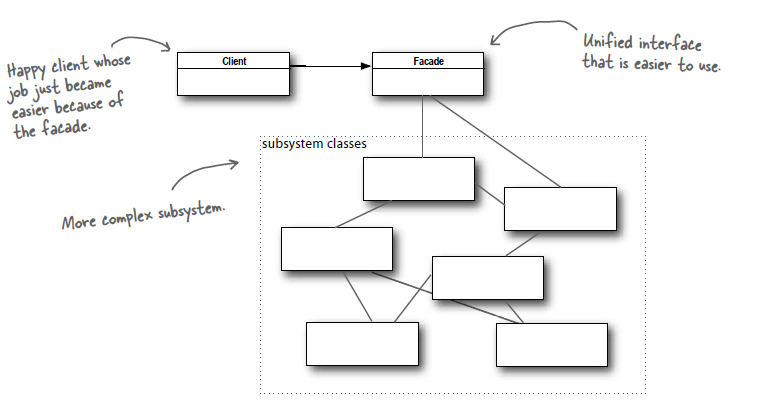 Happy client whose
job just became
easier because of
the facade.
Client
Facade
Unified interface
that is easier to use.
subsystem classes
More complex subsystem.